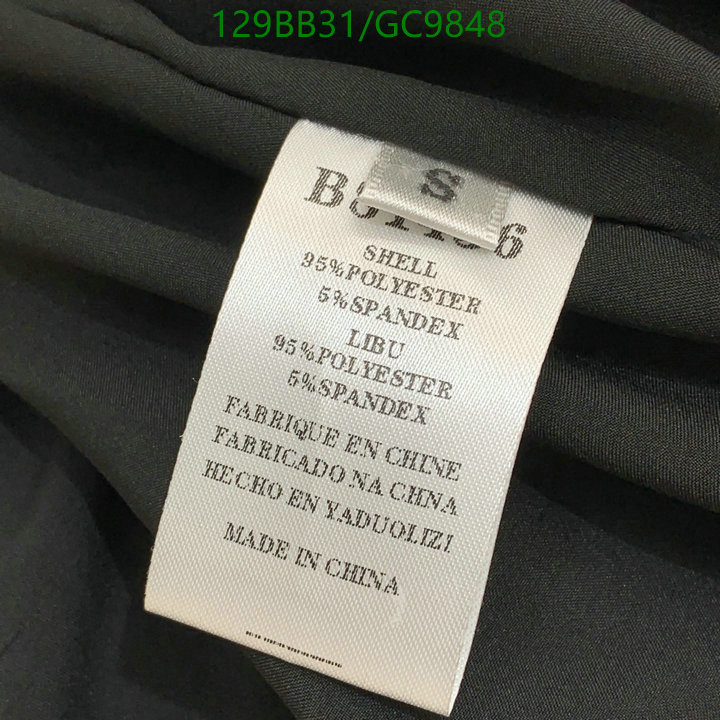 129BB31/GC9848
S
SHELL
95%POLYESTER
5%SPANDEX
LIBU
95%POLYESTER
5%SPANDEX
FABRIQUE EN CHINE
FABRICADO NA CHNA
HECHO EN YADUOLIZI
MADE IN CHINA